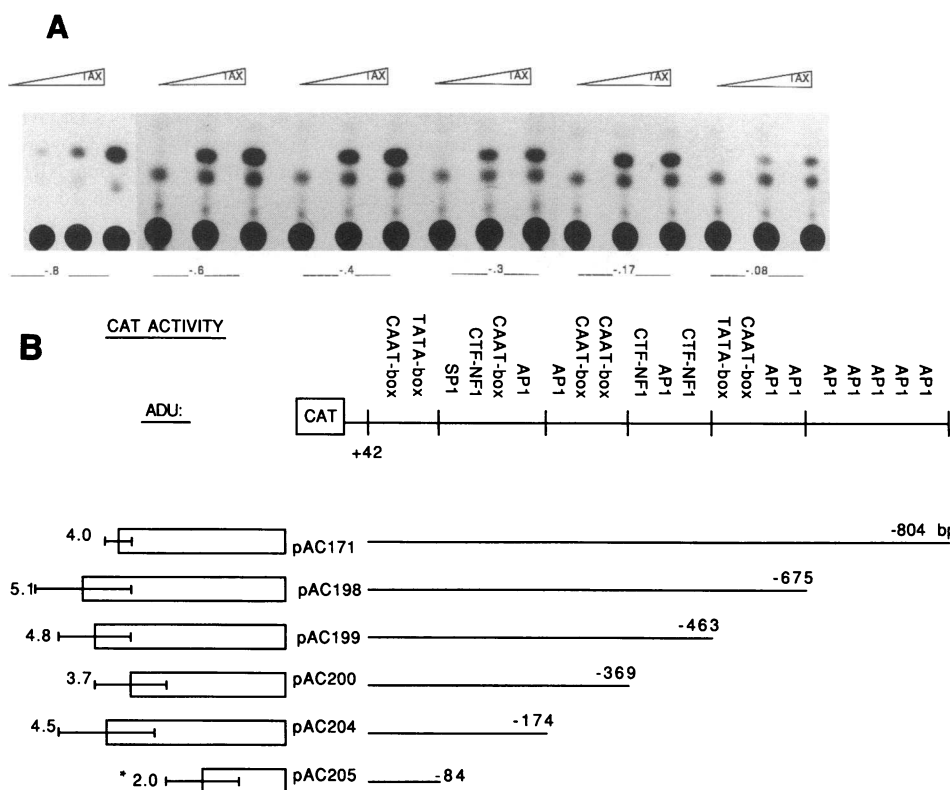 A
TAX TAX TAX TAX TAX TAX
-.8 -.6 -.4 -.3 -.17 -.08
B
CAT ACTIVITY
ADU:
CAAT-box
TATA-box
SP1
CTF-NF1
CAAT-box
AP1
AP1
CAAT-box
CAAT-box
CTF-NF1
AP1
CTF-NF1
TATA-box
CAAT-box
AP1
AP1
AP1
AP1
AP1
AP1
AP1
CAT
+42
4.0 pAC171 -804 bp
5.1 pAC198 -675
4.8 pAC199 -463
3.7 pAC200 -369
4.5 pAC204 -174
* 2.0 pAC205 -84